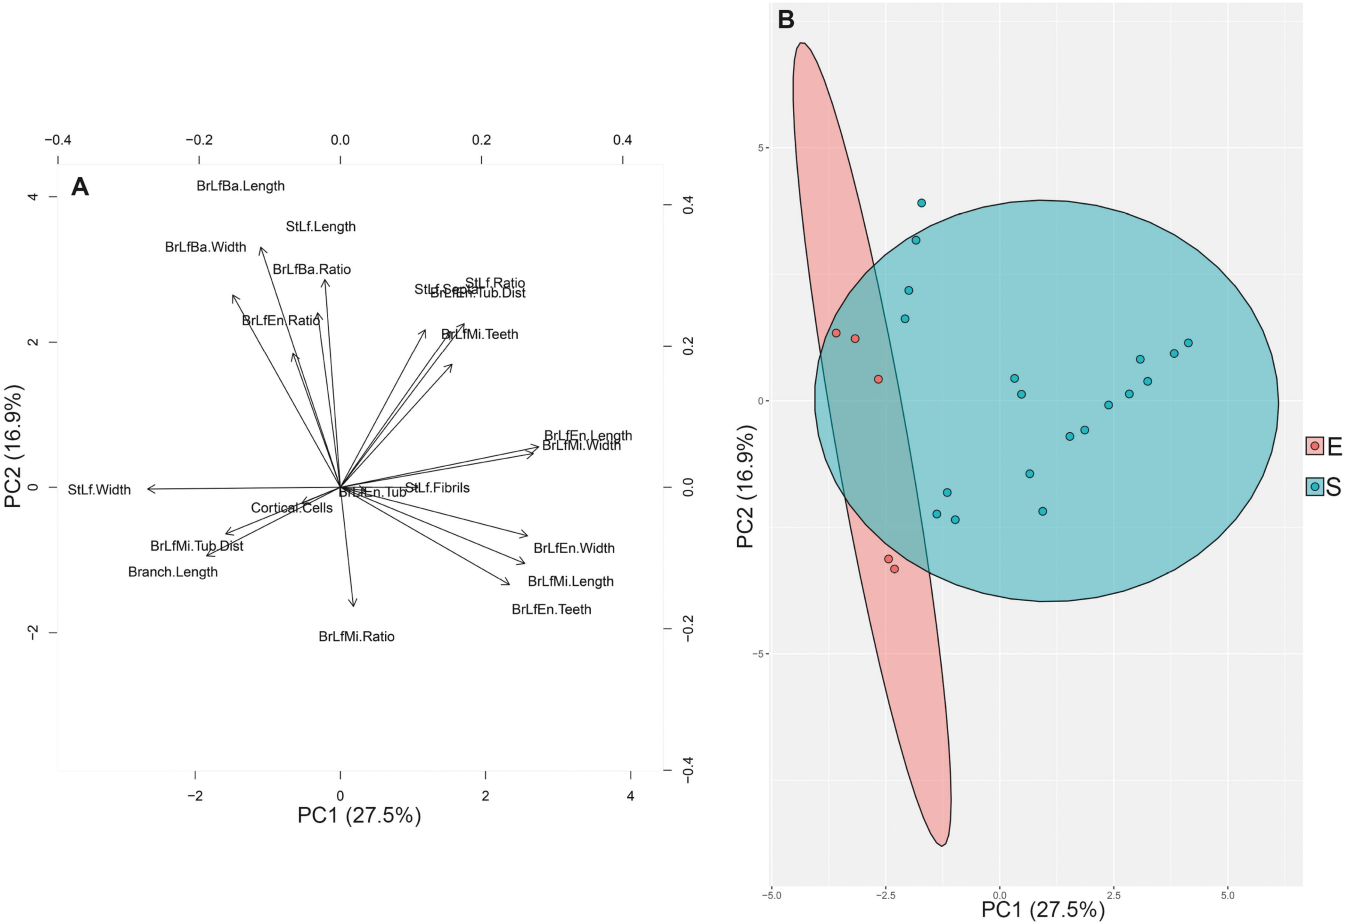 A
−0.4 −0.2 0.0 0.2 0.4
BrLfBa.Length
StLf.Length
BrLfBa.Width
BrLfBa.Ratio
StLf.Ratio
StLf.Septa
BrLfEn.Tub.Dist
BrLfEn.Ratio
BrLfMi.Teeth
BrLfEn.Length
BrLfMi.Width
StLf.Width
BrLfEn.Tub
StLf.Fibrils
Cortical.Cells
BrLfMi.Tub.Dist
BrLfEn.Width
Branch.Length
BrLfMi.Length
BrLfEn.Teeth
BrLfMi.Ratio
4
2
0
−2
PC2 (16.9%)
0.4
0.2
0.0
−0.2
−0.4
−2 0 2 4
PC1 (27.5%)
B
5
0
−5
PC2 (16.9%)
−5.0 −2.5 0.0 2.5 5.0
PC1 (27.5%)
E
S